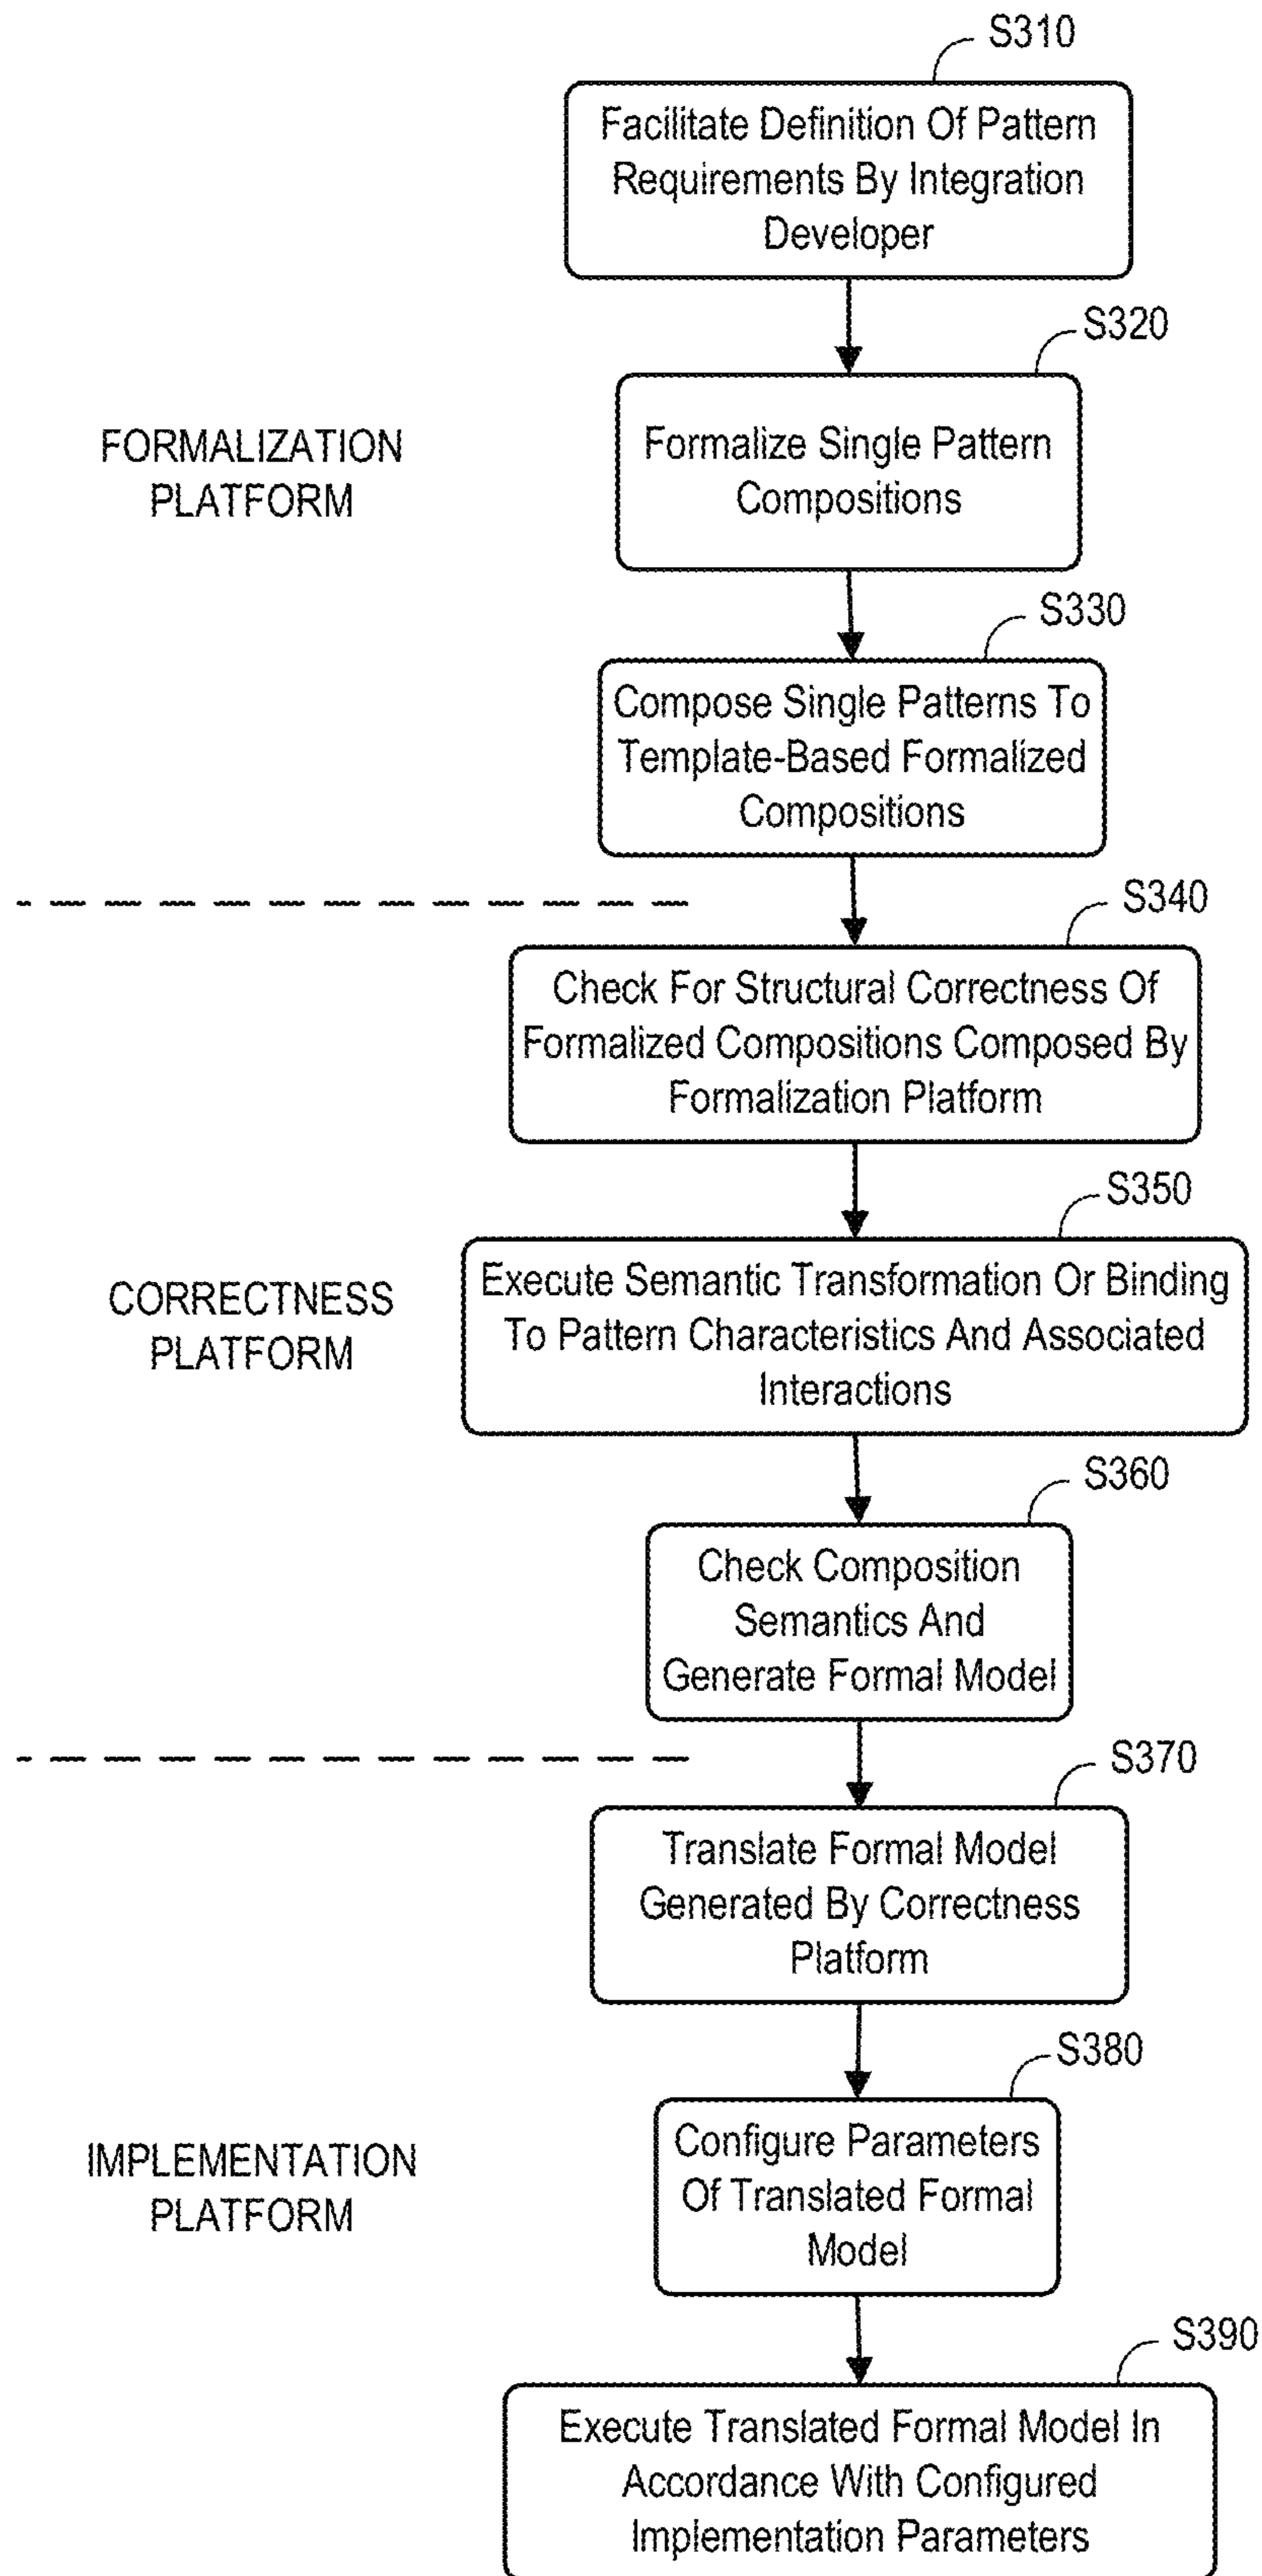 S310
Facilitate Definition Of Pattern
Requirements By Integration
Developer
S320
FORMALIZATION
PLATFORM
Formalize Single Pattern
Compositions
S330
Compose Single Patterns To
Template-Based Formalized
Compositions
S340
Check For Structural Correctness Of
Formalized Compositions Composed By
Formalization Platform
S350
CORRECTNESS
PLATFORM
Execute Semantic Transformation Or Binding
To Pattern Characteristics And Associated
Interactions
S360
Check Composition
Semantics And
Generate Formal Model
S370
Translate Formal Model
Generated By Correctness
Platform
S380
IMPLEMENTATION
PLATFORM
Configure Parameters
Of Translated Formal
Model
S390
Execute Translated Formal Model In
Accordance With Configured
Implementation Parameters